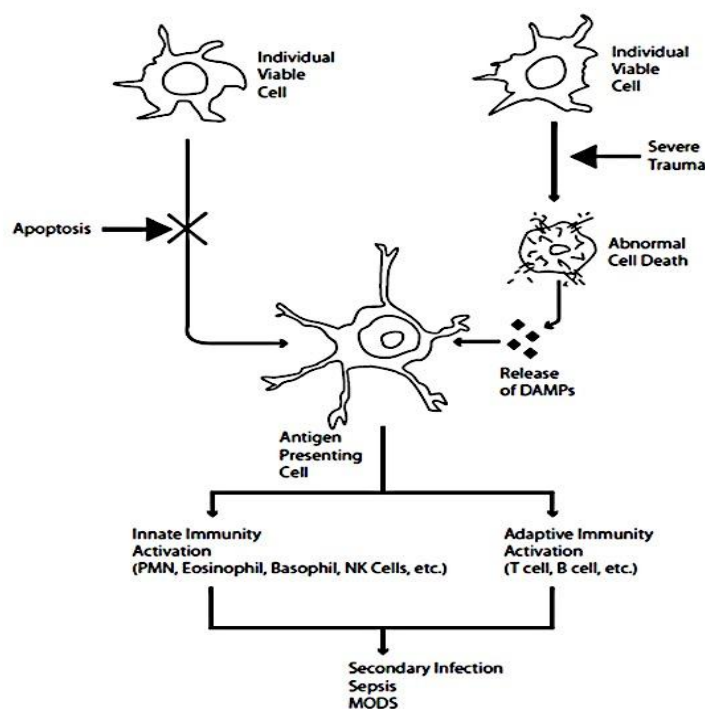 Individual
Viable
Cell
Individual
Viable
Cell
Severe
Trauma
Apoptosis
Abnormal
Cell Death
Release
of DAMPs
Antigen
Presenting
Cell
Innate Immunity
Activation
(PMN, Eosinophil, Basophil, NK Cells, etc.)
Adaptive Immunity
Activation
(T cell, B cell, etc.)
Secondary Infection
Sepsis
MODS